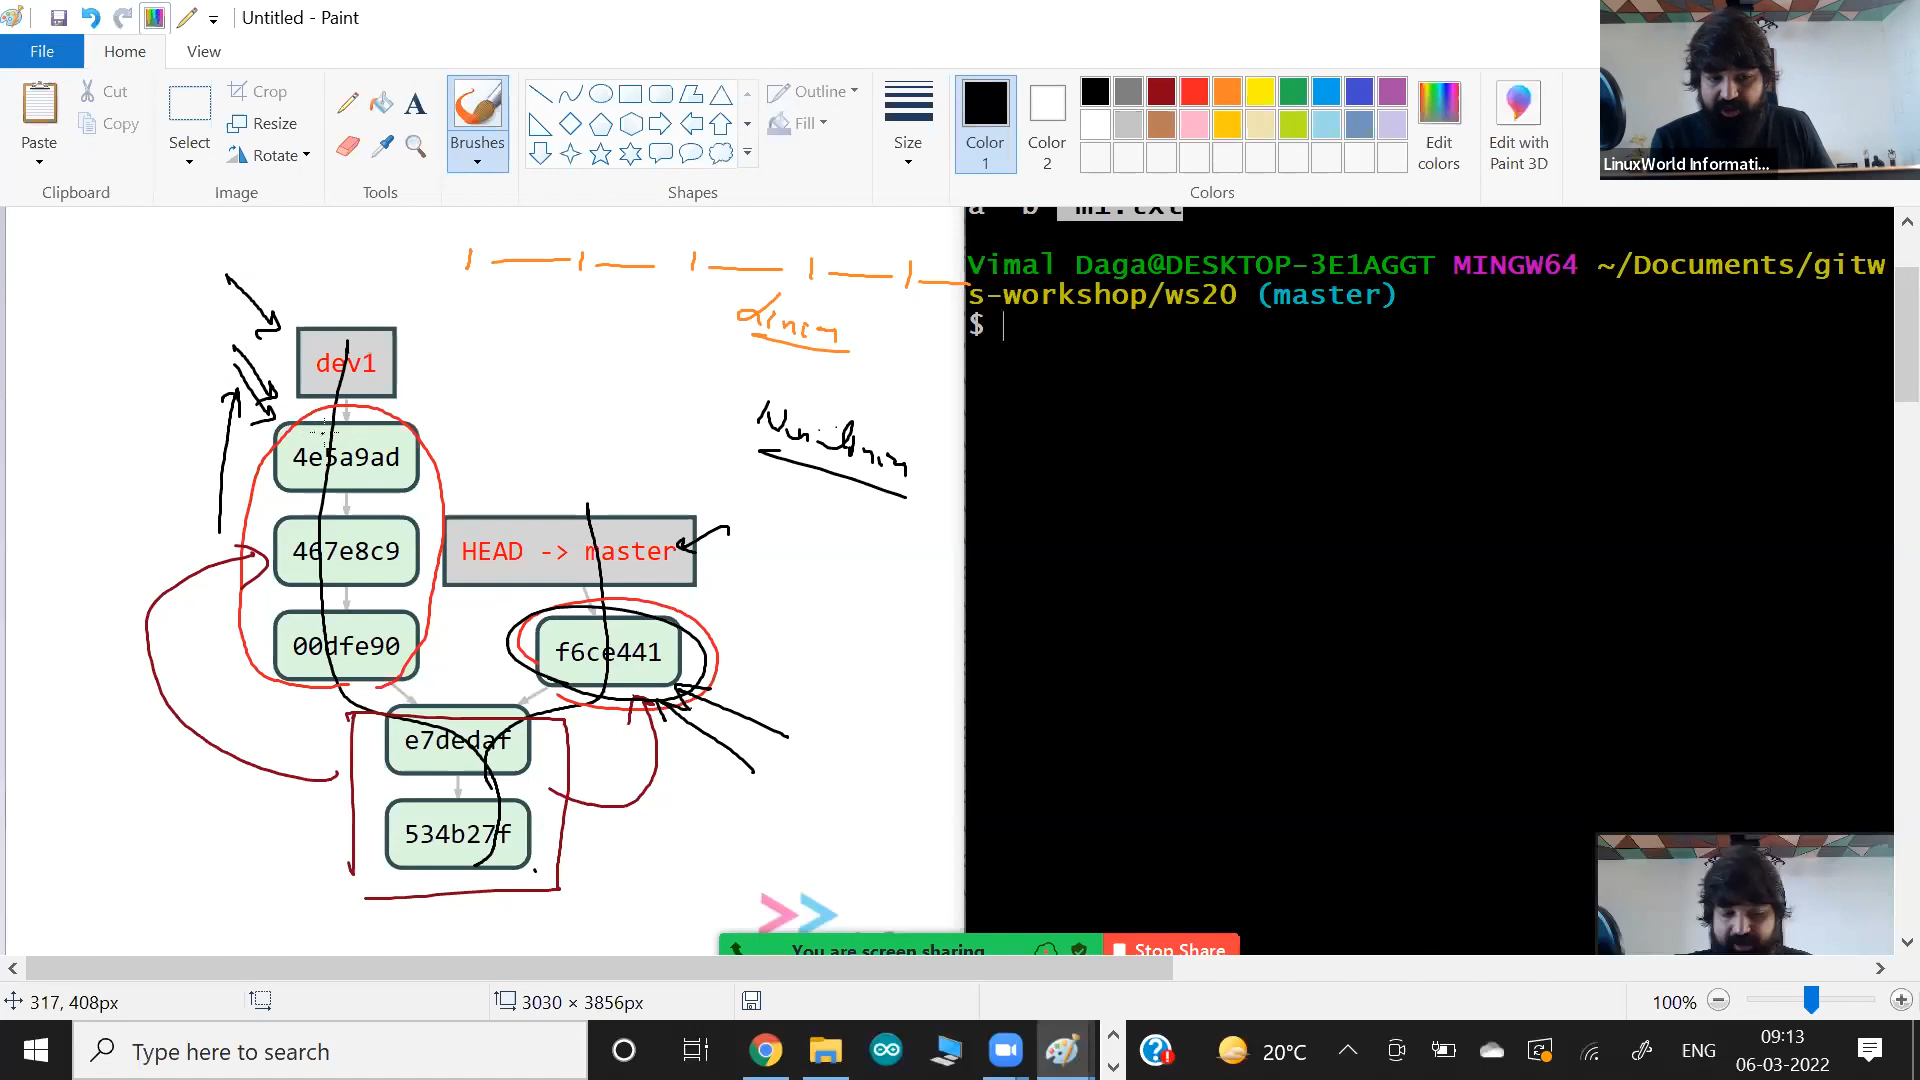 Untitled - Paint
File
Home
View
Paste
Cut
Copy
Clipboard
Select
Crop
Resize
Rotate
Image
Tools
Brushes
Shapes
Outline
Fill
Size
Color 1
Color 2
Edit colors
Edit with Paint 3D
Colors
LinuxWorld Informati...
a b m1.txt
Vimal Daga@DESKTOP-3E1AGGT MINGW64 ~/Documents/gitw
s-workshop/ws20 (master)
$
dev1
4e5a9ad
467e8c9
HEAD -> master
00dfe90
f6ce441
e7dedaf
534b27f
You are screen sharing
Stop Share
317, 408px
3030 × 3856px
100%
Type here to search
20°C
ENG
09:13
06-03-2022